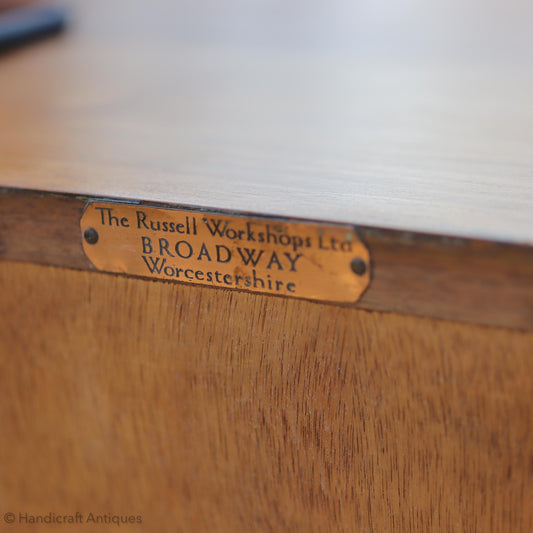 The Russell Workshops Ltd
BROADWAY
Worcestershire
© Handicraft Antiques